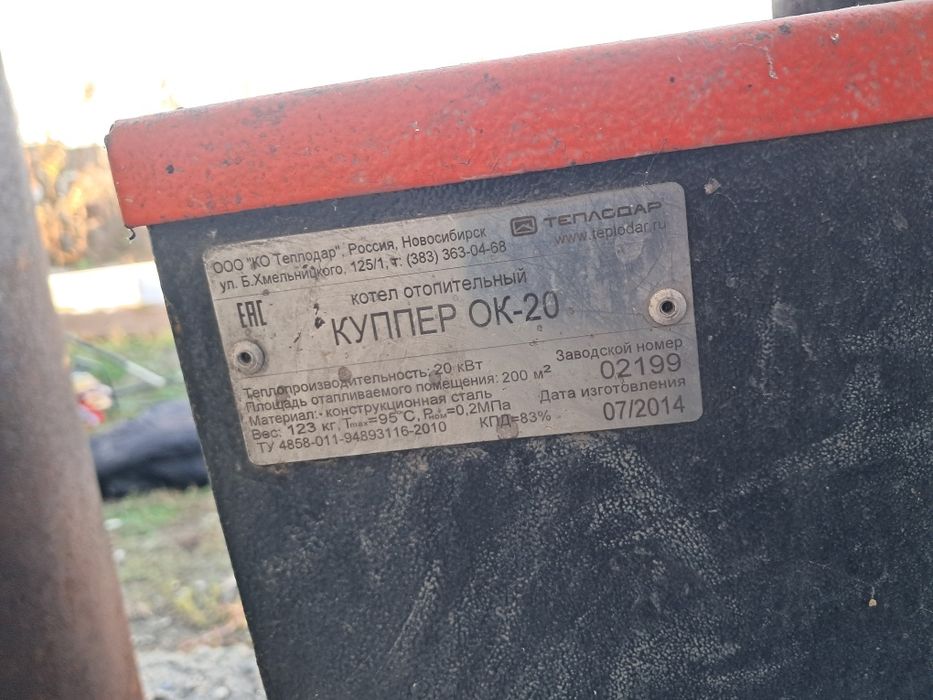 ООО "КО Теплодар", Россия, Новосибирск
ул. Б.Хмельницкого, 125/1, т: (383) 363-04-68
ТЕПЛОДАР
www.teplodar.ru
EAC
котел отопительный
КУППЕР ОК-20
Теплопроизводительность: 20 кВт
Площадь отапливаемого помещения: 200 м²
Материал: конструкционная сталь
Вес: 123 кг, Tmax=95°С, Рном=0,2МПа
КПД=83%
ТУ 4858-011-94893116-2010
Заводской номер
02199
Дата изготовления
07/2014